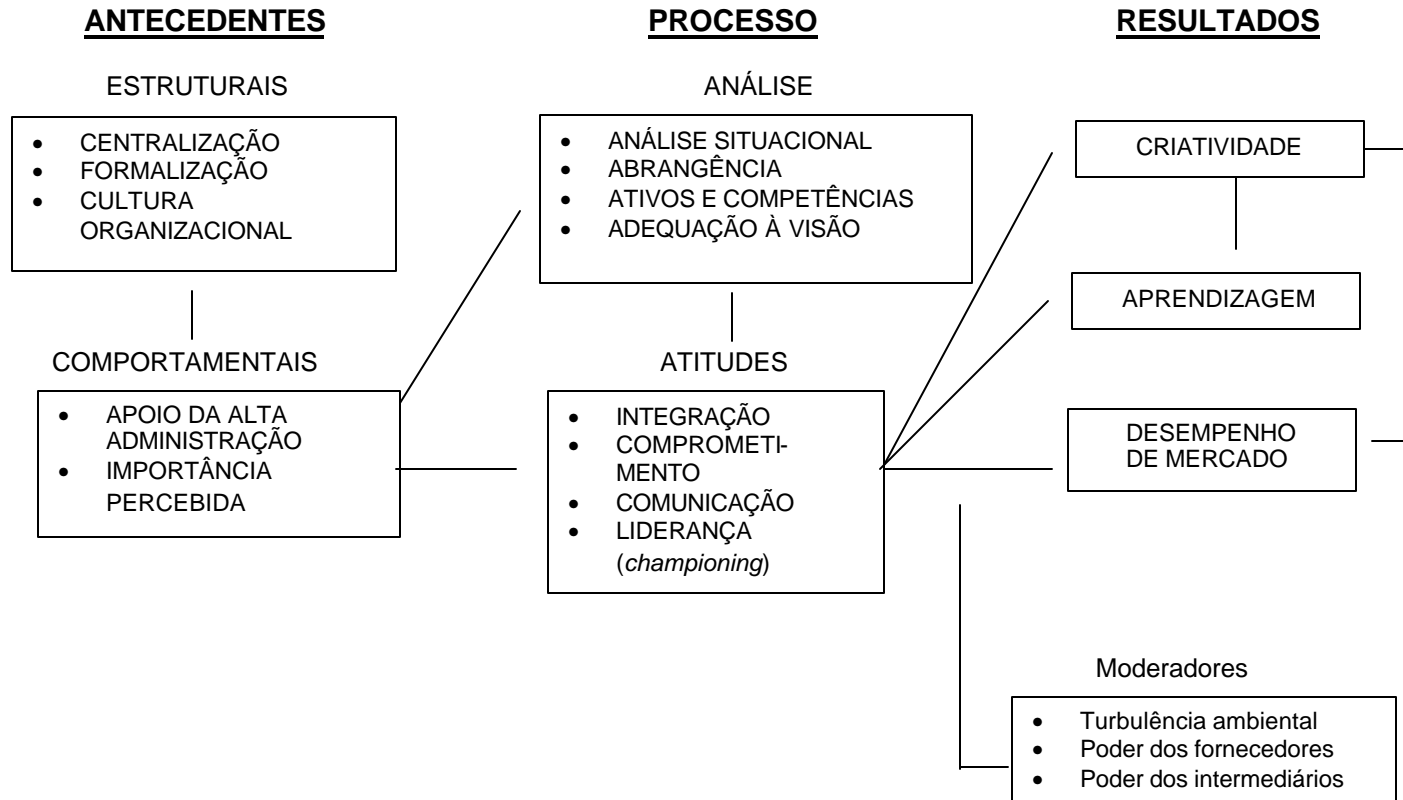 ANTECEDENTES
ESTRUTURAIS
• CENTRALIZAÇÃO
• FORMALIZAÇÃO
• CULTURA
ORGANIZACIONAL
COMPORTAMENTAIS
• APOIO DA ALTA
ADMINISTRAÇÃO
• IMPORTÂNCIA
PERCEBIDA
PROCESSO
ANÁLISE
• ANÁLISE SITUACIONAL
• ABRANGÊNCIA
• ATIVOS E COMPETÊNCIAS
• ADEQUAÇÃO À VISÃO
ATITUDES
• INTEGRAÇÃO
• COMPROMETI-
MENTO
• COMUNICAÇÃO
• LIDERANÇA
(championing)
RESULTADOS
CRIATIVIDADE
APRENDIZAGEM
DESEMPENHO
DE MERCADO
Moderadores
• Turbulência ambiental
• Poder dos fornecedores
• Poder dos intermediários